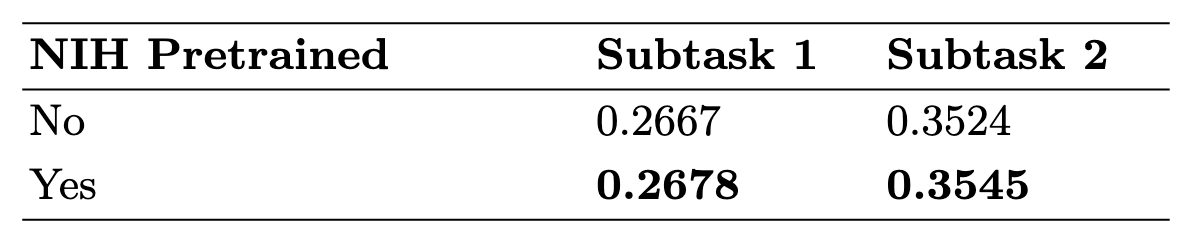 NIH Pretrained Subtask 1 Subtask 2
No 0.2667 0.3524
Yes 0.2678 0.3545